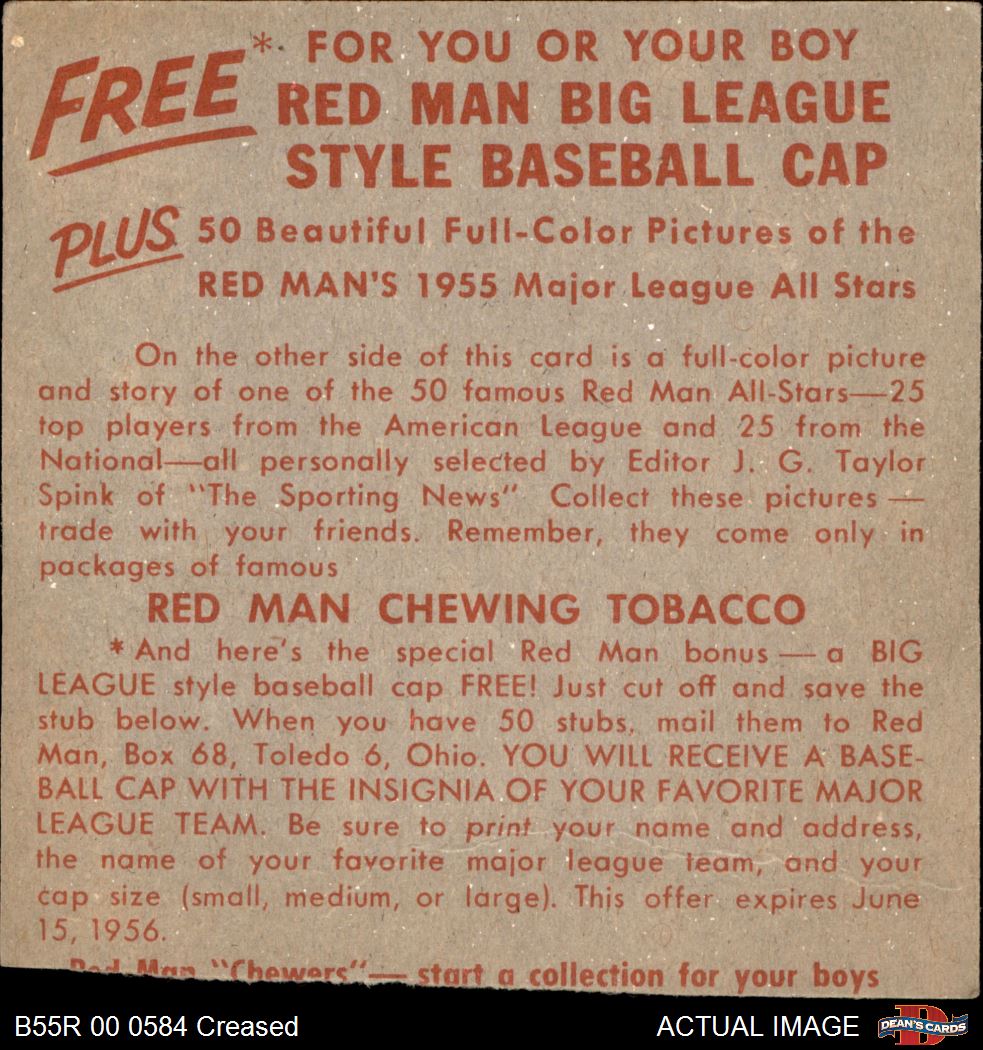 FREE* FOR YOU OR YOUR BOY
RED MAN BIG LEAGUE
STYLE BASEBALL CAP
PLUS 50 Beautiful Full-Color Pictures of the
RED MAN'S 1955 Major League All Stars
On the other side of this card is a full-color picture
and story of one of the 50 famous Red Man All-Stars—25
top players from the American League and 25 from the
National—all personally selected by Editor J. G. Taylor
Spink of "The Sporting News" Collect these pictures —
trade with your friends. Remember, they come only in
packages of famous
RED MAN CHEWING TOBACCO
* And here's the special Red Man bonus — a BIG
LEAGUE style baseball cap FREE! Just cut off and save the
stub below. When you have 50 stubs, mail them to Red
Man, Box 68, Toledo 6, Ohio. YOU WILL RECEIVE A BASE-
BALL CAP WITH THE INSIGNIA OF YOUR FAVORITE MAJOR
LEAGUE TEAM. Be sure to print your name and address,
the name of your favorite major league team, and your
cap size (small, medium, or large). This offer expires June
15, 1956.
Red Man "Chewers"— start a collection for your boys
B55R 00 0584 Creased ACTUAL IMAGE DEAN'S CARDS